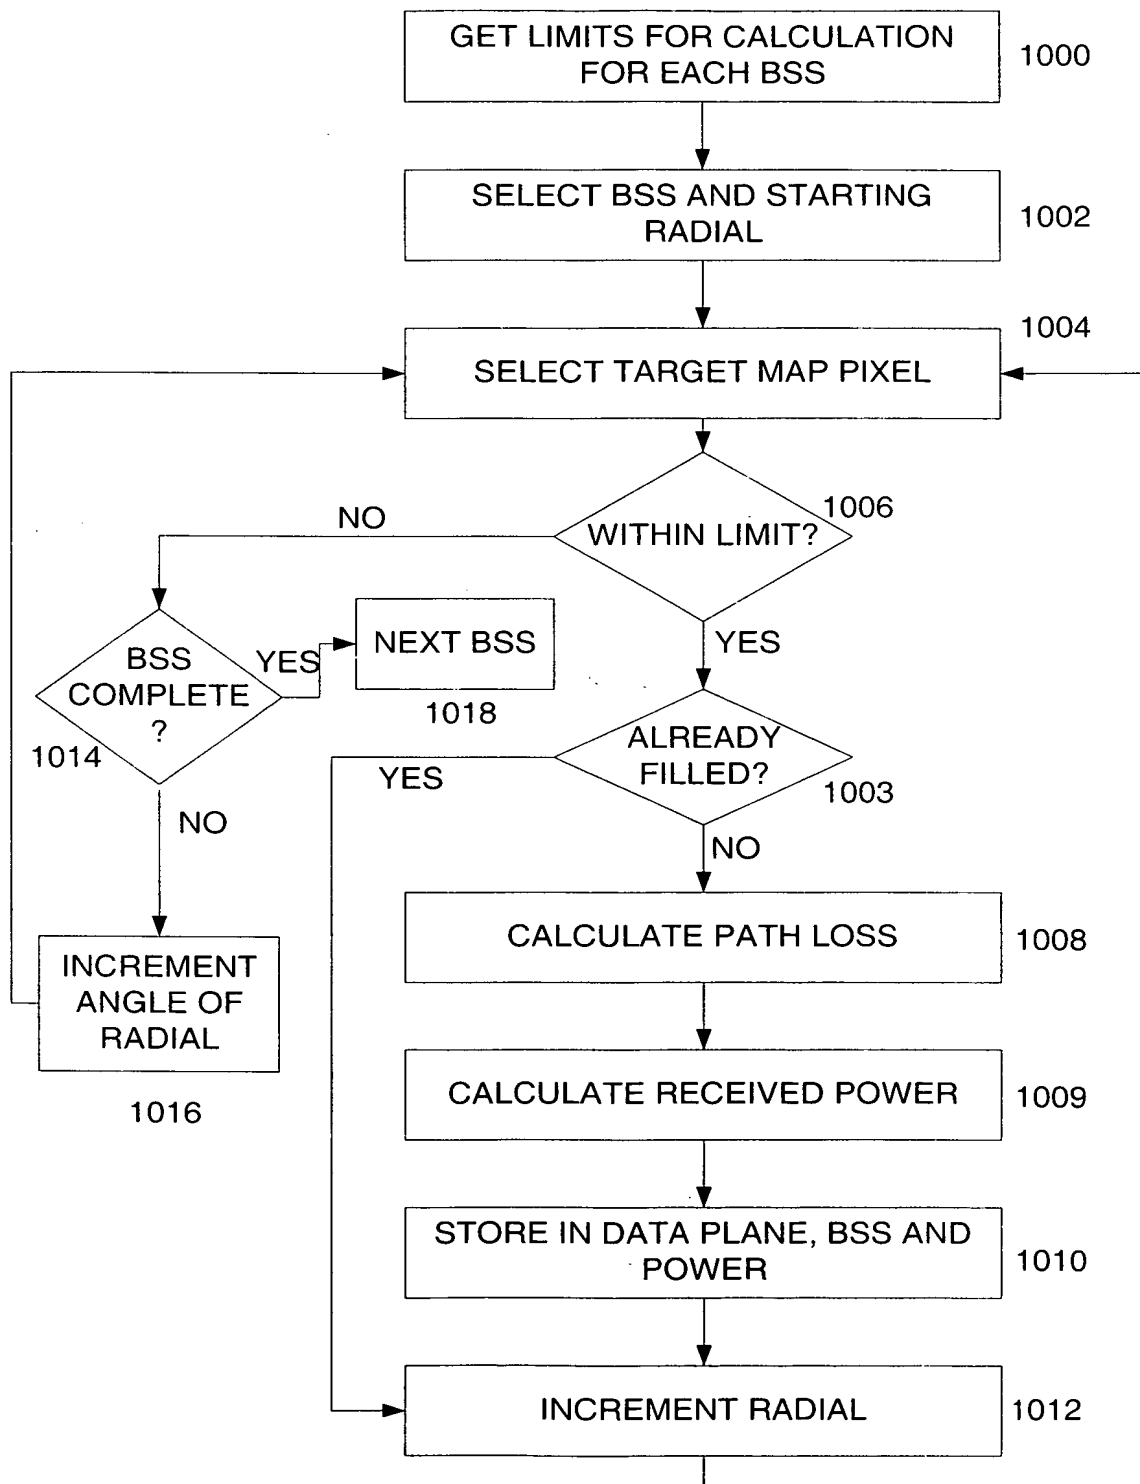 GET LIMITS FOR CALCULATION
FOR EACH BSS
1000
SELECT BSS AND STARTING
RADIAL
1002
1004
SELECT TARGET MAP PIXEL
1006
WITHIN LIMIT?
NO
YES
BSS
COMPLETE
?
1014
YES
NEXT BSS
1018
NO
INCREMENT
ANGLE OF
RADIAL
1016
ALREADY
FILLED?
1003
YES
NO
CALCULATE PATH LOSS
1008
CALCULATE RECEIVED POWER
1009
STORE IN DATA PLANE, BSS AND
POWER
1010
INCREMENT RADIAL
1012